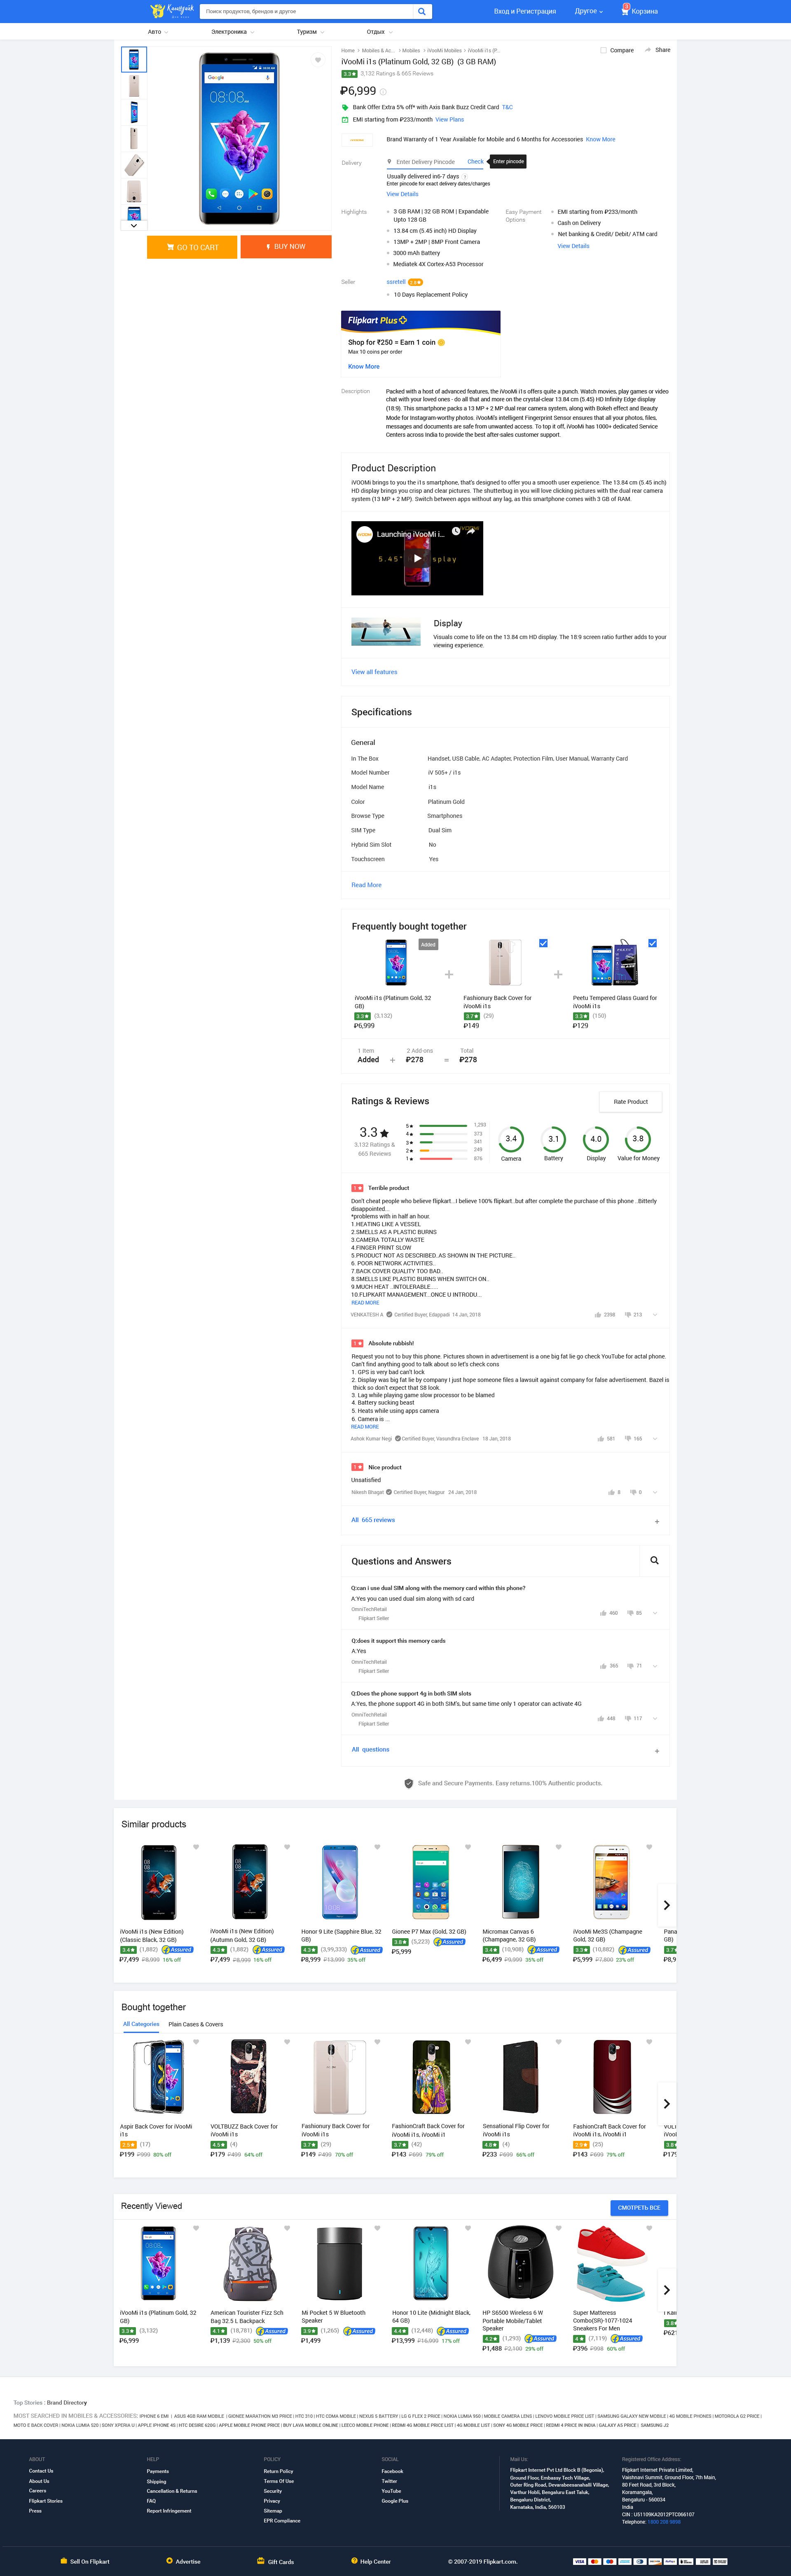 Купязнай
Поиск продуктов, брендов и другое
Вход и Регистрация
Другое
Корзина
Авто
Электроника
Туризм
Отдых
Home > Mobiles & Ac... > Mobiles > iVooMi Mobiles > iVooMi i1s (P...
Compare
Share
iVooMi i1s (Platinum Gold, 32 GB) (3 GB RAM)
3.3★ 3,132 Ratings & 665 Reviews
₽6,999
Bank Offer Extra 5% off* with Axis Bank Buzz Credit Card T&C
EMI starting from ₽233/month View Plans
Brand Warranty of 1 Year Available for Mobile and 6 Months for Accessories Know More
Delivery
Enter Delivery Pincode
Check
Enter pincode
Usually delivered in6-7 days
Enter pincode for exact delivery dates/charges
View Details
Highlights
3 GB RAM | 32 GB ROM | Expandable
Upto 128 GB
13.84 cm (5.45 inch) HD Display
13MP + 2MP | 8MP Front Camera
3000 mAh Battery
Mediatek 4X Cortex-A53 Processor
Easy Payment
Options
EMI starting from ₽233/month
Cash on Delivery
Net banking & Credit/ Debit/ ATM card
View Details
GO TO CART
BUY NOW
Seller
ssretell
10 Days Replacement Policy
Flipkart Plus
Shop for ₹250 = Earn 1 coin
Max 10 coins per order
Know More
Description
Packed with a host of advanced features, the iVooMi i1s offers quite a punch. Watch movies, play games or video
chat with your loved ones - do all that and more on the crystal-clear 13.84 cm (5.45) HD Infinity Edge display
(18:9). This smartphone packs a 13 MP + 2 MP dual rear camera system, along with Bokeh effect and Beauty
Mode for Instagram-worthy photos. iVooMi's intelligent Fingerprint Sensor ensures that all your photos, files,
messages and documents are safe from unwanted access. To top it off, iVooMi has 1000+ dedicated Service
Centers across India to provide the best after-sales customer support.
Product Description
iVOOMi brings to you the i1s smartphone, that's designed to offer you a smooth user experience. The 13.84 cm (5.45 inch)
HD display brings you crisp and clear pictures. The shutterbug in you will love clicking pictures with the rear camera
system (13 MP + 2 MP). Switch between apps without any lag, as this smartphone comes with 3 GB of RAM.
Launching iVooMi i...
5.45" display
Display
Visuals come to life on the 13.84 cm HD display. The 18:9 screen ratio further adds to your
viewing experience.
View all features
Specifications
General
In The Box Handset, USB Cable, AC Adapter, Protection Film, User Manual, Warranty Card
Model Number iV 505+ / i1s
Model Name i1s
Color Platinum Gold
Browse Type Smartphones
SIM Type Dual Sim
Hybrid Sim Slot No
Touchscreen Yes
Read More
Frequently bought together
Added
iVooMi i1s (Platinum Gold, 32
GB)
3.3★ (3,132)
₽6,999
Fashionury Back Cover for
iVooMi i1s
3.7★ (29)
₽149
Peetu Tempered Glass Guard for
iVooMi i1s
3.3★ (150)
₽129
1 Item 2 Add-ons Total
Added + ₽278 = ₽278
Ratings & Reviews
Rate Product
3.3★
3,132 Ratings &
665 Reviews
5★ 1,293
4★ 373
3★ 341
2★ 249
1★ 876
3.4 3.1 4.0 3.8
Camera Battery Display Value for Money
1★ Terrible product
Don't cheat people who believe flipkart...I believe 100% flipkart..but after complete the purchase of this phone ..Bitterly
disappointed...
*problems with in half an hour.
1.HEATING LIKE A VESSEL
2.SMELLS AS A PLASTIC BURNS
3.CAMERA TOTALLY WASTE
4.FINGER PRINT SLOW
5.PRODUCT NOT AS DESCRIBED..AS SHOWN IN THE PICTURE..
6. POOR NETWORK ACTIVITIES..
7.BACK COVER QUALITY TOO BAD..
8.SMELLS LIKE PLASTIC BURNS WHEN SWITCH ON..
9.MUCH HEAT ..INTOLERABLE.....
10.FLIPKART MANAGEMENT...ONCE U INTRODU...
READ MORE
VENKATESH A Certified Buyer, Edappadi 14 Jan, 2018 2398 213
1★ Absolute rubbish!
Request you not to buy this phone. Pictures shown in advertisement is a one big fat lie go check YouTube for actal phone.
Can't find anything good to talk about so let's check cons
1. GPS is very bad can't lock
2. Display was big fat lie by company I just hope someone files a lawsuit against company for false advertisement. Bazel is
thick so don't expect that S8 look.
3. Lag while playing game slow processor to be blamed
4. Battery sucking beast
5. Heats while using apps camera
6. Camera is ...
READ MORE
Ashok Kumar Negi Certified Buyer, Vasundhra Enclave 18 Jan, 2018 581 165
1★ Nice product
Unsatisfied
Nikesh Bhagat Certified Buyer, Nagpur 24 Jan, 2018 8 0
All 665 reviews
Questions and Answers
Q:can i use dual SIM along with the memory card within this phone?
A:Yes you can used dual sim along with sd card
OmniTechRetail
Flipkart Seller
460 85
Q:does it support this memory cards
A:Yes
OmniTechRetail
Flipkart Seller
365 71
Q:Does the phone support 4g in both SIM slots
A:Yes, the phone support 4G in both SIM's, but same time only 1 operator can activate 4G
OmniTechRetail
Flipkart Seller
448 117
All questions
Safe and Secure Payments. Easy returns.100% Authentic products.
Similar products
iVooMi i1s (New Edition)
(Classic Black, 32 GB)
3.4★ (1,882) Assured
₽7,499 ₽8,999 16% off
iVooMi i1s (New Edition)
(Autumn Gold, 32 GB)
4.3★ (1,882) Assured
₽7,499 ₽8,999 16% off
Honor 9 Lite (Sapphire Blue, 32
GB)
4.3★ (3,99,333) Assured
₽8,999 ₽13,999 35% off
Gionee P7 Max (Gold, 32 GB)
3.8★ (5,223) Assured
₽5,999
Micromax Canvas 6
(Champagne, 32 GB)
3.4★ (10,908) Assured
₽6,499 ₽9,999 35% off
iVooMi Me3S (Champagne
Gold, 32 GB)
3.3★ (10,882) Assured
₽5,999 ₽7,800 23% off
Pana
GB)
3.7
₽8,9
Bought together
All Categories
Plain Cases & Covers
Aspir Back Cover for iVooMi
i1s
(17)
₽199 ₽999 80% off
VOLTBUZZ Back Cover for
iVooMi i1s
4.5★ (4)
₽179 ₽499 64% off
Fashionury Back Cover for
iVooMi i1s
3.7★ (29)
₽149 ₽499 70% off
FashionCraft Back Cover for
iVooMi i1s, iVooMi i1
3.7★ (42)
₽143 ₽699 79% off
Sensational Flip Cover for
iVooMi i1s
4.8★ (4)
₽233 ₽699 66% off
FashionCraft Back Cover for
iVooMi i1s, iVooMi i1
2.9★ (25)
₽143 ₽699 79% off
VOLT
iVooM
3.8
₽179
Recently Viewed
СМОТРЕТЬ ВСЕ
iVooMi i1s (Platinum Gold, 32
GB)
3.3★ (3,132)
₽6,999
American Tourister Fizz Sch
Bag 32.5 L Backpack
4.1★ (18,781) Assured
₽1,139 ₽2,300 50% off
Mi Pocket 5 W Bluetooth
Speaker
3.9★ (1,265) Assured
₽1,499
Honor 10 Lite (Midnight Black,
64 GB)
4.4★ (12,448) Assured
₽13,999 ₽16,999 17% off
HP S6500 Wireless 6 W
Portable Mobile/Tablet
Speaker
4.2★ (1,293) Assured
₽1,488 ₽2,100 29% off
Super Matteress
Combo(SR)-1077-1024
Sneakers For Men
4★ (7,119) Assured
₽396 ₽998 60% off
3.8
₽621
Top Stories : Brand Directory
MOST SEARCHED IN MOBILES & ACCESSORIES: IPHONE 6 EMI | ASUS 4GB RAM MOBILE | GIONEE MARATHON M3 PRICE | HTC 310 | HTC CDMA MOBILE | NEXUS 5 BATTERY | LG G FLEX 2 PRICE | NOKIA LUMIA 550 | MOBILE CAMERA LENS | LENOVO MOBILE PRICE LIST | SAMSUNG GALAXY NEW MOBILE | 4G MOBILE PHONES | MOTOROLA G2 PRICE |
MOTO E BACK COVER | NOKIA LUMIA 520 | SONY XPERIA U | APPLE IPHONE 4S | HTC DESIRE 620G | APPLE MOBILE PHONE PRICE | BUY LAVA MOBILE ONLINE | LEECO MOBILE PHONE | REDMI 4G MOBILE PRICE LIST | 4G MOBILE LIST | SONY 4G MOBILE PRICE | REDMI 4 PRICE IN INDIA | GALAXY A5 PRICE | SAMSUNG J2
ABOUT
Contact Us
About Us
Careers
Flipkart Stories
Press
HELP
Payments
Shipping
Cancellation & Returns
FAQ
Report Infringement
POLICY
Return Policy
Terms Of Use
Security
Privacy
Sitemap
EPR Compliance
SOCIAL
Facebook
Twitter
YouTube
Google Plus
Mail Us:
Flipkart Internet Pvt Ltd Block B (Begonia),
Ground Floor, Embassy Tech Village,
Outer Ring Road, Devarabeesanahalli Village,
Varthur Hobli, Bengaluru East Taluk,
Bengaluru District,
Karnataka, India, 560103
Registered Office Address:
Flipkart Internet Private Limited,
Vaishnavi Summit, Ground Floor, 7th Main,
80 Feet Road, 3rd Block,
Koramangala,
Bengaluru - 560034
India
CIN : U51109KA2012PTC066107
Telephone: 1800 208 9898
Sell On Flipkart
Advertise
Gift Cards
Help Center
© 2007-2019 Flipkart.com.